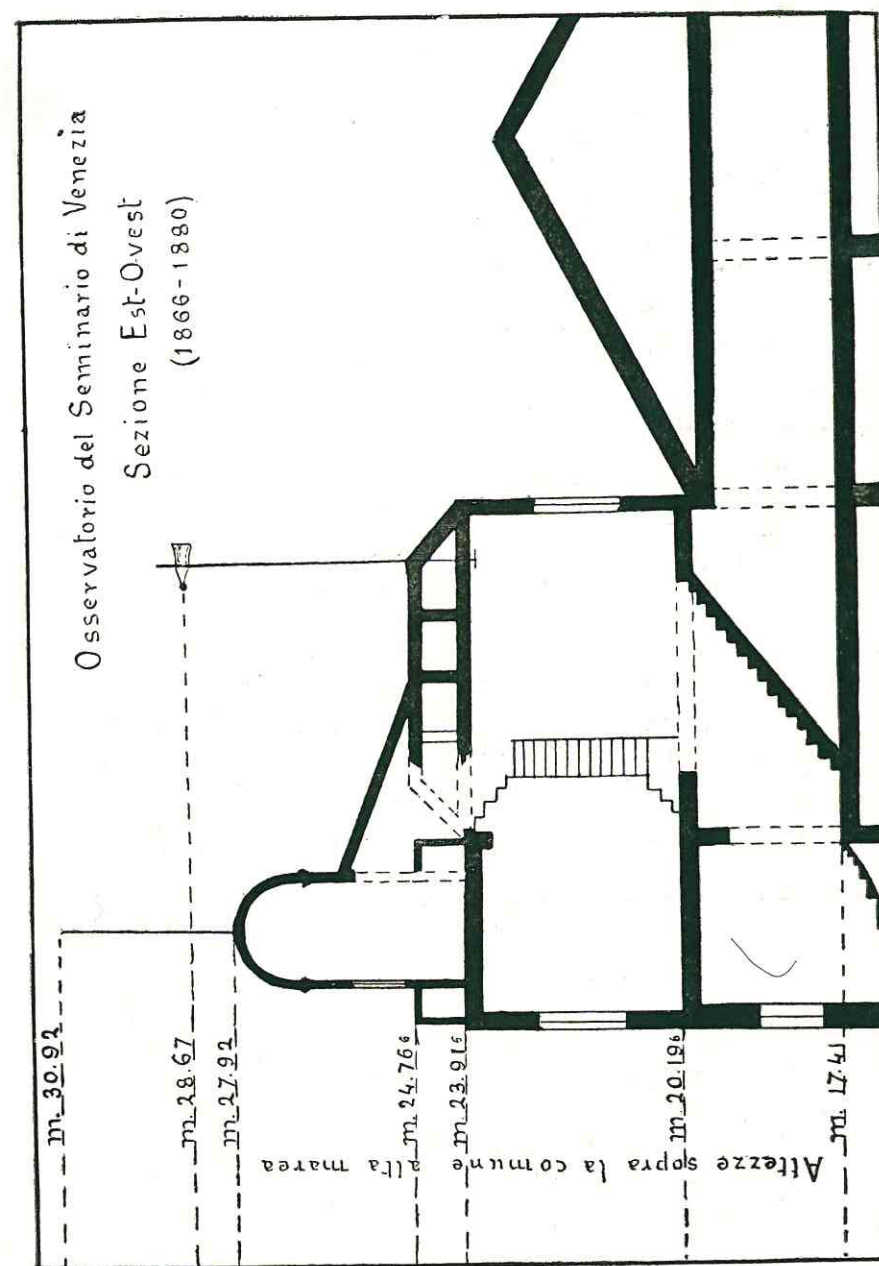 Osservatorio del Seminario di Venezia
Sezione Est-Ovest
(1866-1880)
m. 30.92
m. 28.67
m. 27.92
m. 24.766
m. 23.916
m. 20.196
m. 17.41
Altezze sopra la comune alta marea